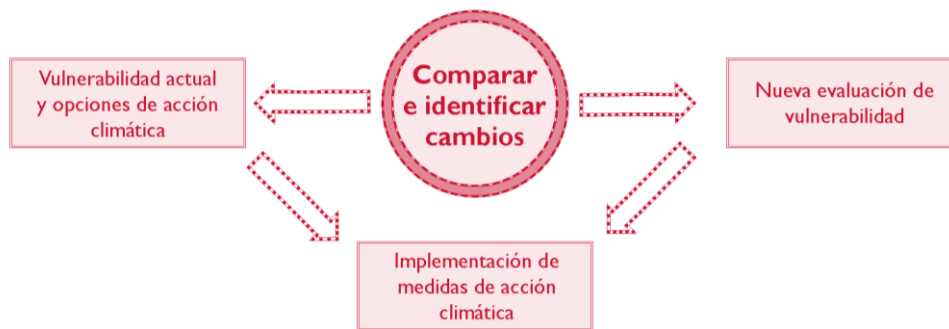 Vulnerabilidad actual
y opciones de acción
climática
Comparar
e identificar
cambios
Nueva evaluación de
vulnerabilidad
Implementación de
medidas de acción
climática